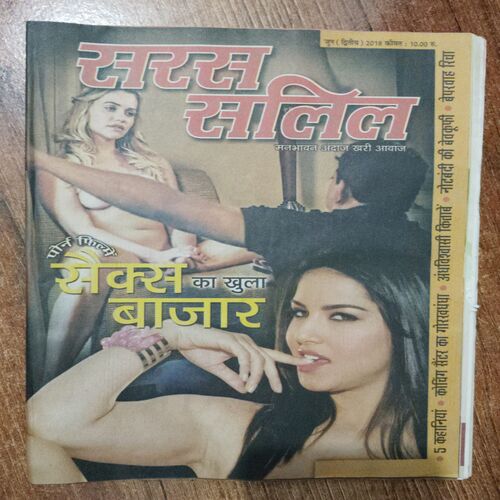 जून ( द्वितीय ) 2018 कीमत : 10.00 रु.
सरस
सलिल
मनभावन अंदाज खरी आवाज
पोर्न फिल्में
सैक्स का खुला
बाजार
• 5 कहानियां • कोचिंग सैंटर का गोरखधंधा • अंधविश्वासी किताबें • नोटबंदी की बेवकूफी • बेपरवाह रिया